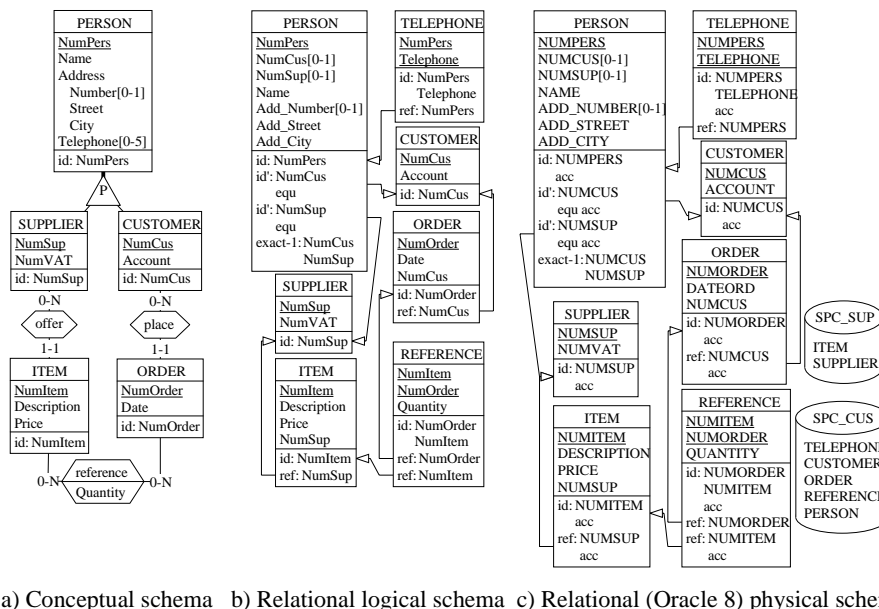 PERSON
NumPers
Name
Address
Number[0-1]
Street
City
Telephone[0-5]
id: NumPers
P
SUPPLIER
NumSup
NumVAT
id: NumSup
CUSTOMER
NumCus
Account
id: NumCus
0-N
0-N
offer
place
1-1
1-1
ITEM
NumItem
Description
Price
id: NumItem
ORDER
NumOrder
Date
id: NumOrder
0-N
reference
Quantity
0-N
PERSON
NumPers
NumCus[0-1]
NumSup[0-1]
Name
Add_Number[0-1]
Add_Street
Add_City
id: NumPers
id': NumCus
equ
id': NumSup
equ
exact-1: NumCus
NumSup
TELEPHONE
NumPers
Telephone
id: NumPers
Telephone
ref: NumPers
CUSTOMER
NumCus
Account
id: NumCus
ORDER
NumOrder
Date
NumCus
id: NumOrder
ref: NumCus
SUPPLIER
NumSup
NumVAT
id: NumSup
ITEM
NumItem
Description
Price
NumSup
id: NumItem
ref: NumSup
REFERENCE
NumItem
NumOrder
Quantity
id: NumOrder
NumItem
ref: NumOrder
ref: NumItem
PERSON
NUMPERS
NUMCUS[0-1]
NUMSUP[0-1]
NAME
ADD_NUMBER[0-1]
ADD_STREET
ADD_CITY
id: NUMPERS
acc
id': NUMCUS
equ acc
id': NUMSUP
equ acc
exact-1: NUMCUS
NUMSUP
TELEPHONE
NUMPERS
TELEPHONE
id: NUMPERS
TELEPHONE
acc
ref: NUMPERS
CUSTOMER
NUMCUS
ACCOUNT
id: NUMCUS
acc
ORDER
NUMORDER
DATEORD
NUMCUS
id: NUMORDER
acc
ref: NUMCUS
acc
SUPPLIER
NUMSUP
NUMVAT
id: NUMSUP
acc
ITEM
NUMITEM
DESCRIPTION
PRICE
NUMSUP
id: NUMITEM
acc
ref: NUMSUP
acc
REFERENCE
NUMITEM
NUMORDER
QUANTITY
id: NUMORDER
NUMITEM
acc
ref: NUMORDER
ref: NUMITEM
acc
SPC_SUP
ITEM
SUPPLIER
SPC_CUS
TELEPHONE
CUSTOMER
ORDER
REFERENCE
PERSON
a) Conceptual schema b) Relational logical schema c) Relational (Oracle 8) physical schem